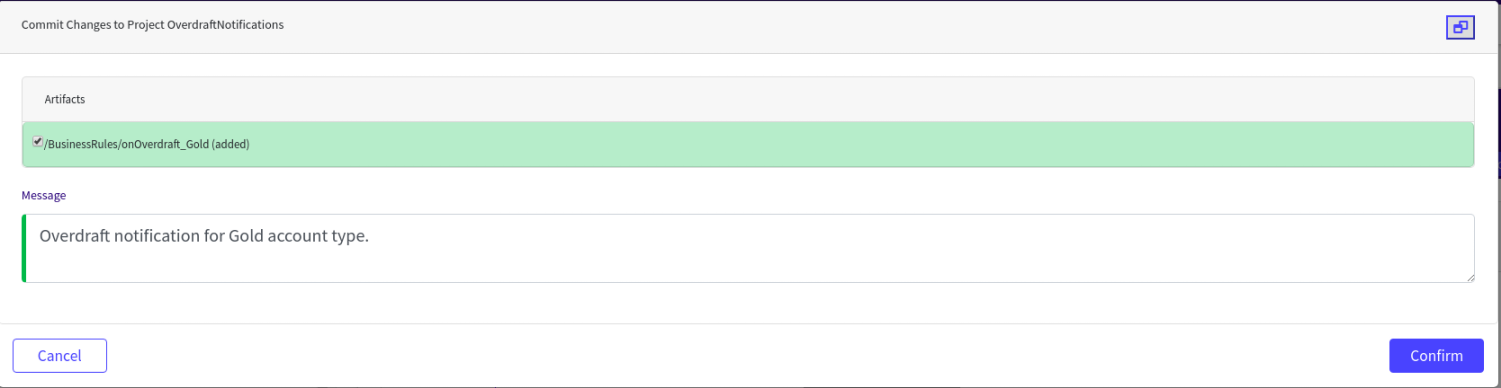 Commit Changes to Project OverdraftNotifications
Artifacts
/BusinessRules/onOverdraft_Gold (added)
Message
Overdraft notification for Gold account type.
Cancel
Confirm